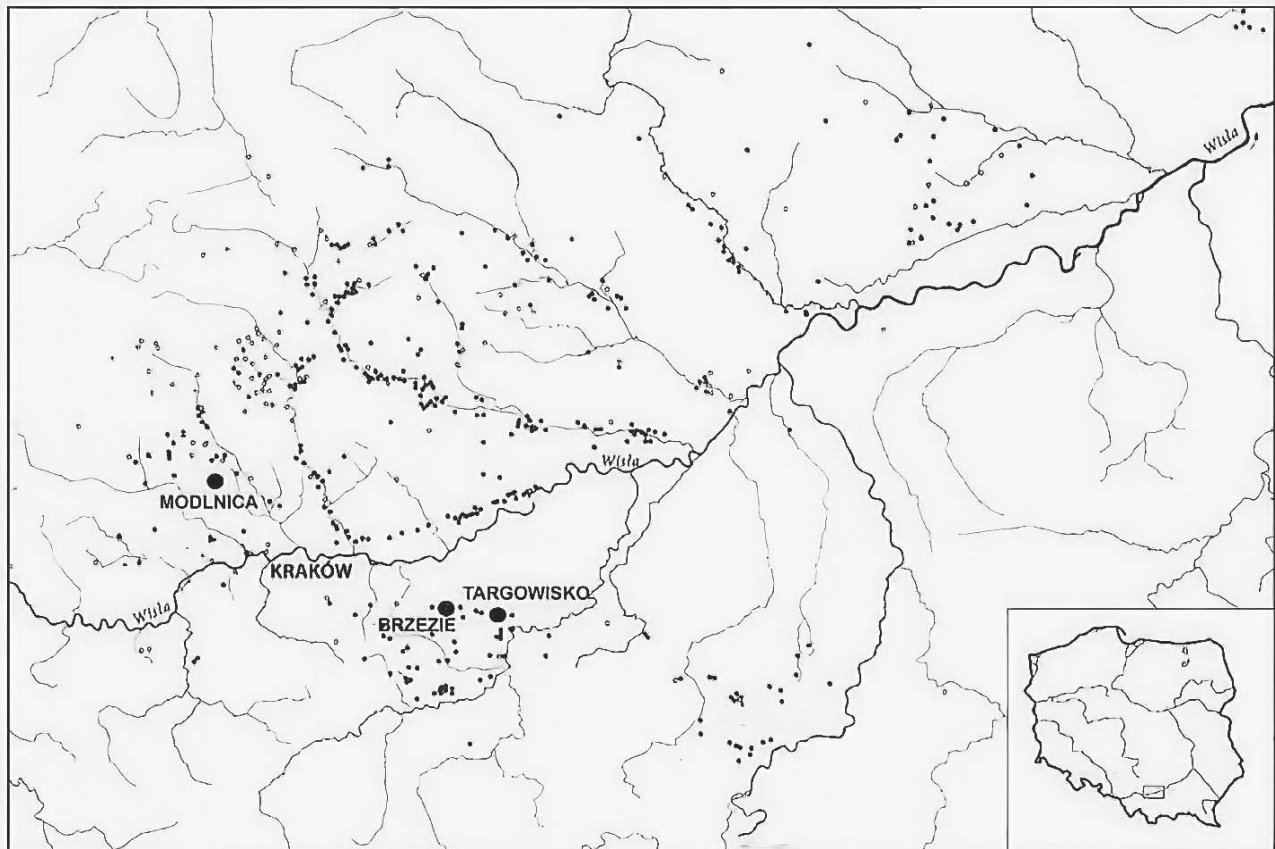 Wisła
Wisła
MODLNICA
KRAKÓW
TARGOWISKO
BRZEZIE
Wisła